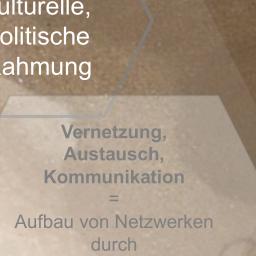 ulturelle,
olitische
ahmung
Vernetzung,
Austausch,
Kommunikation
=
Aufbau von Netzwerken
durch